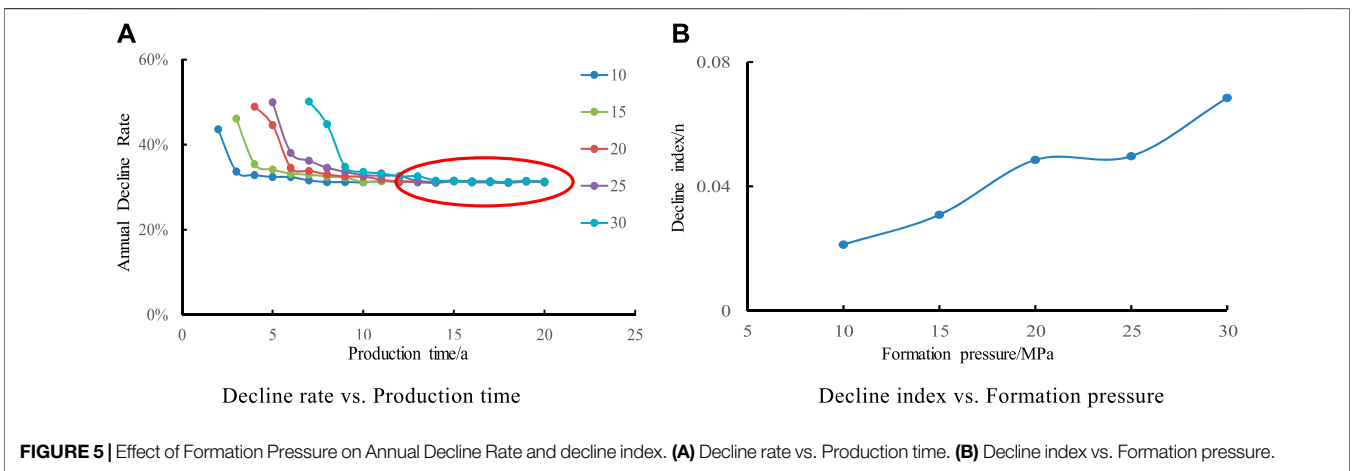 A
60%
40%
20%
0%
Annual Decline Rate
0
5
10
15
20
25
Production time/a
10
15
20
25
30
Decline rate vs. Production time
B
0.08
0.04
0
Decline index/n
5
10
15
20
25
30
Formation pressure/MPa
Decline index vs. Formation pressure
FIGURE 5 | Effect of Formation Pressure on Annual Decline Rate and decline index. (A) Decline rate vs. Production time. (B) Decline index vs. Formation pressure.